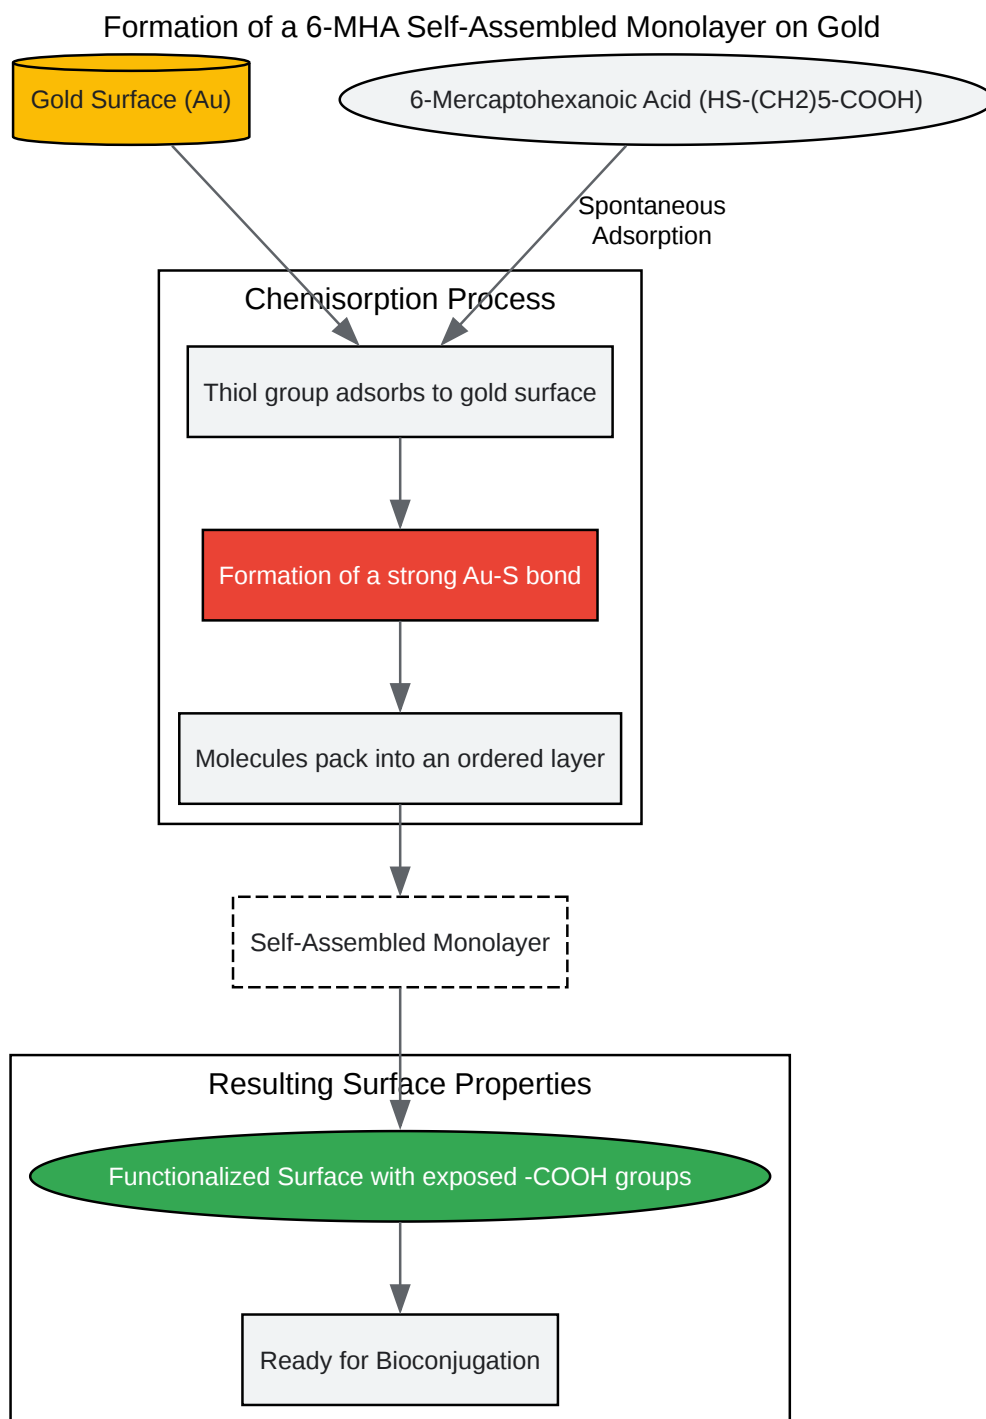 Formation of a 6-MHA Self-Assembled Monolayer on Gold
Gold Surface (Au)
6-Mercaptohexanoic Acid (HS-(CH2)5-COOH)
Spontaneous
Adsorption
Chemisorption Process
Thiol group adsorbs to gold surface
Formation of a strong Au-S bond
Molecules pack into an ordered layer
Self-Assembled Monolayer
Resulting Surface Properties
Functionalized Surface with exposed -COOH groups
Ready for Bioconjugation